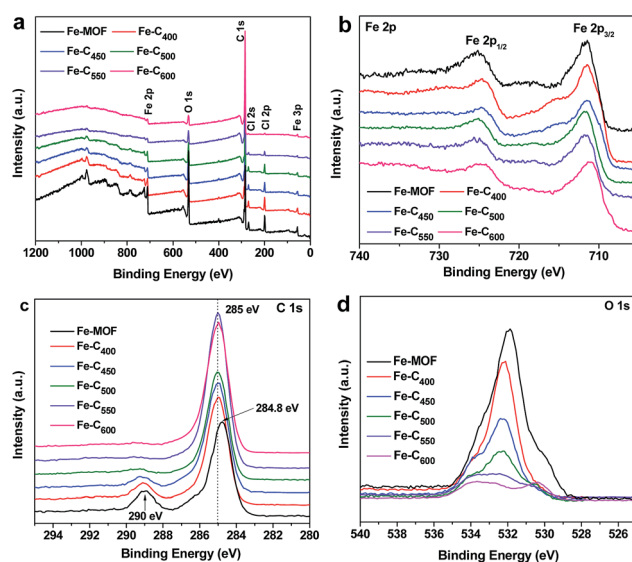 a
Fe-MOF
Fe-C400
Fe-C450
Fe-C500
Fe-C550
Fe-C600
Fe 2p
O 1s
C 1s
Cl 2s
Cl 2p
Fe 3p
Intensity (a.u.)
1200 1000 800 600 400 200 0
Binding Energy (eV)
b
Fe 2p
Fe 2p1/2
Fe 2p3/2
Fe-MOF
Fe-C400
Fe-C450
Fe-C500
Fe-C550
Fe-C600
Intensity (a.u.)
740 730 720 710
Binding Energy (eV)
c
285 eV
C 1s
Fe-MOF
Fe-C400
Fe-C450
Fe-C500
Fe-C550
Fe-C600
284.8 eV
290 eV
Intensity (a.u.)
294 292 290 288 286 284 282 280
Binding Energy (eV)
d
O 1s
Fe-MOF
Fe-C400
Fe-C450
Fe-C500
Fe-C550
Fe-C600
Intensity (a.u.)
540 538 536 534 532 530 528 526
Binding Energy (eV)